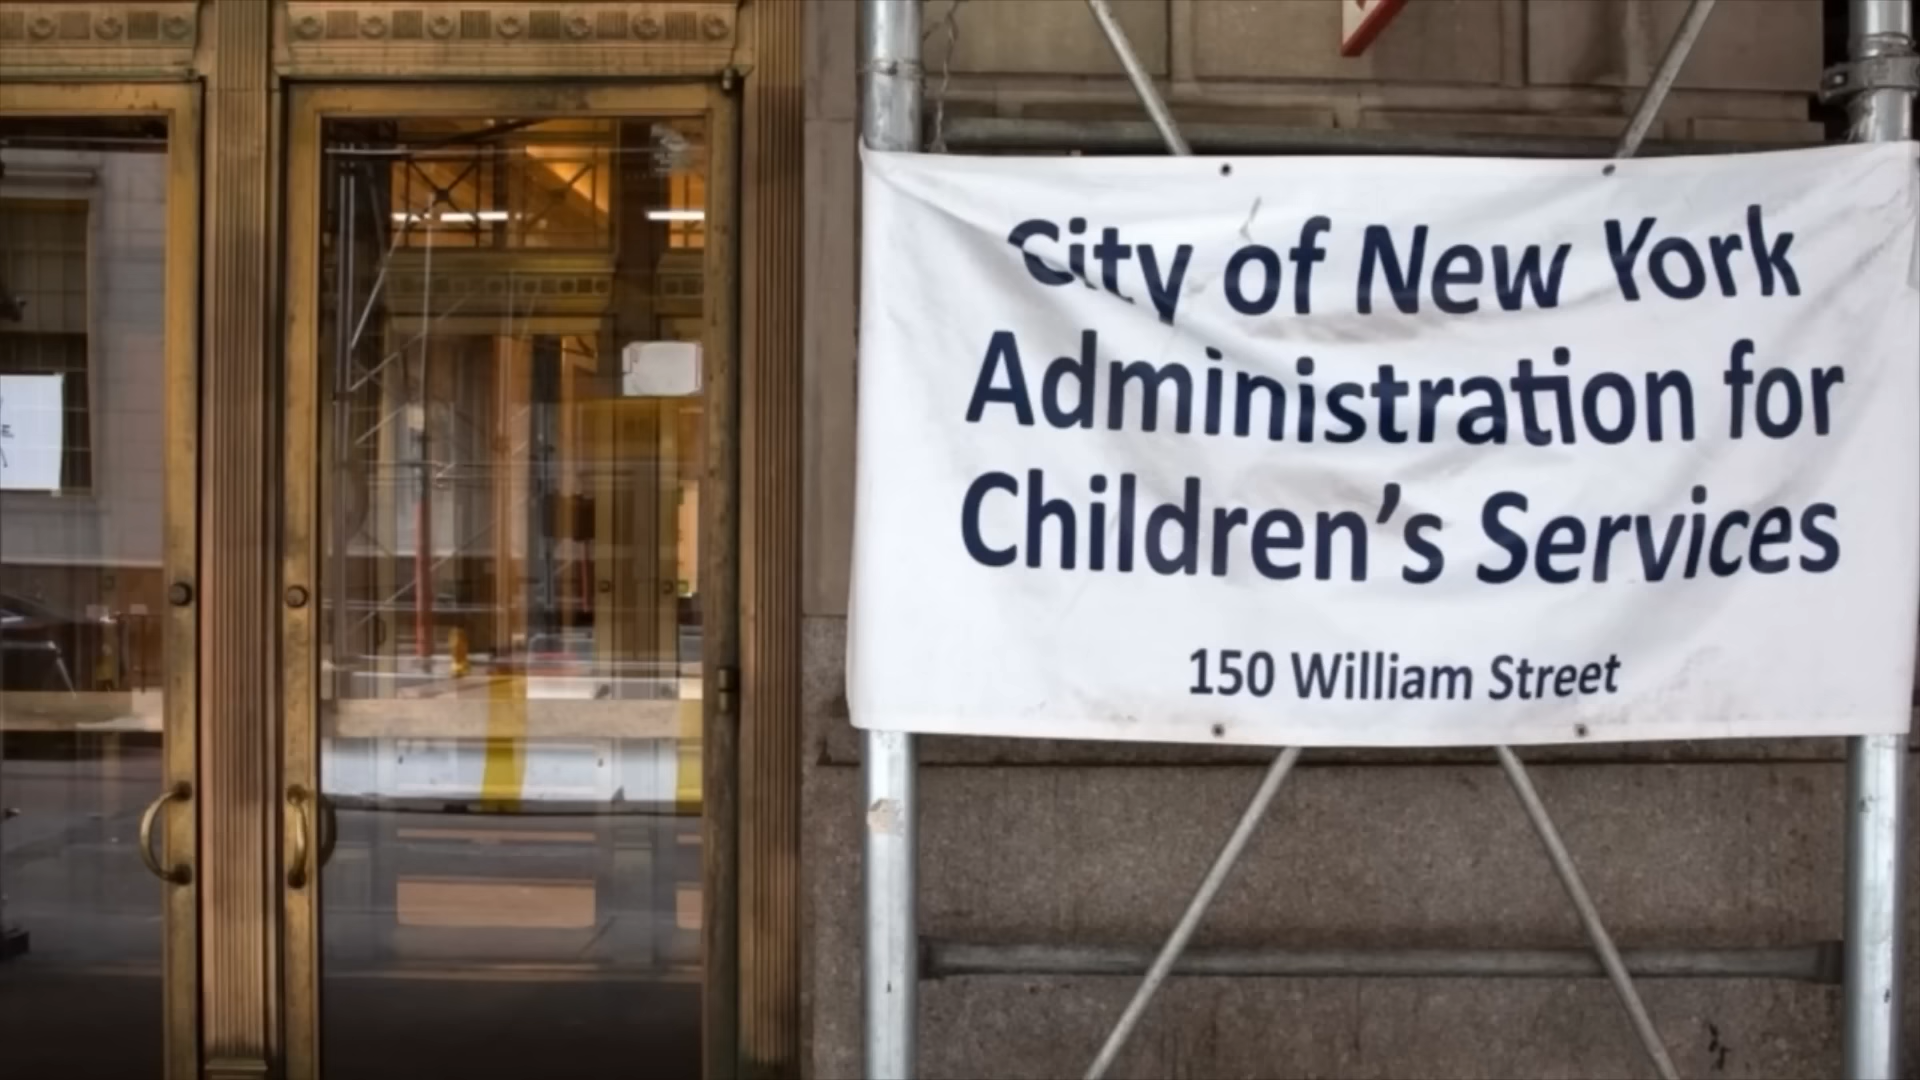 City of New York
Administration for
Children's Services
150 William Street